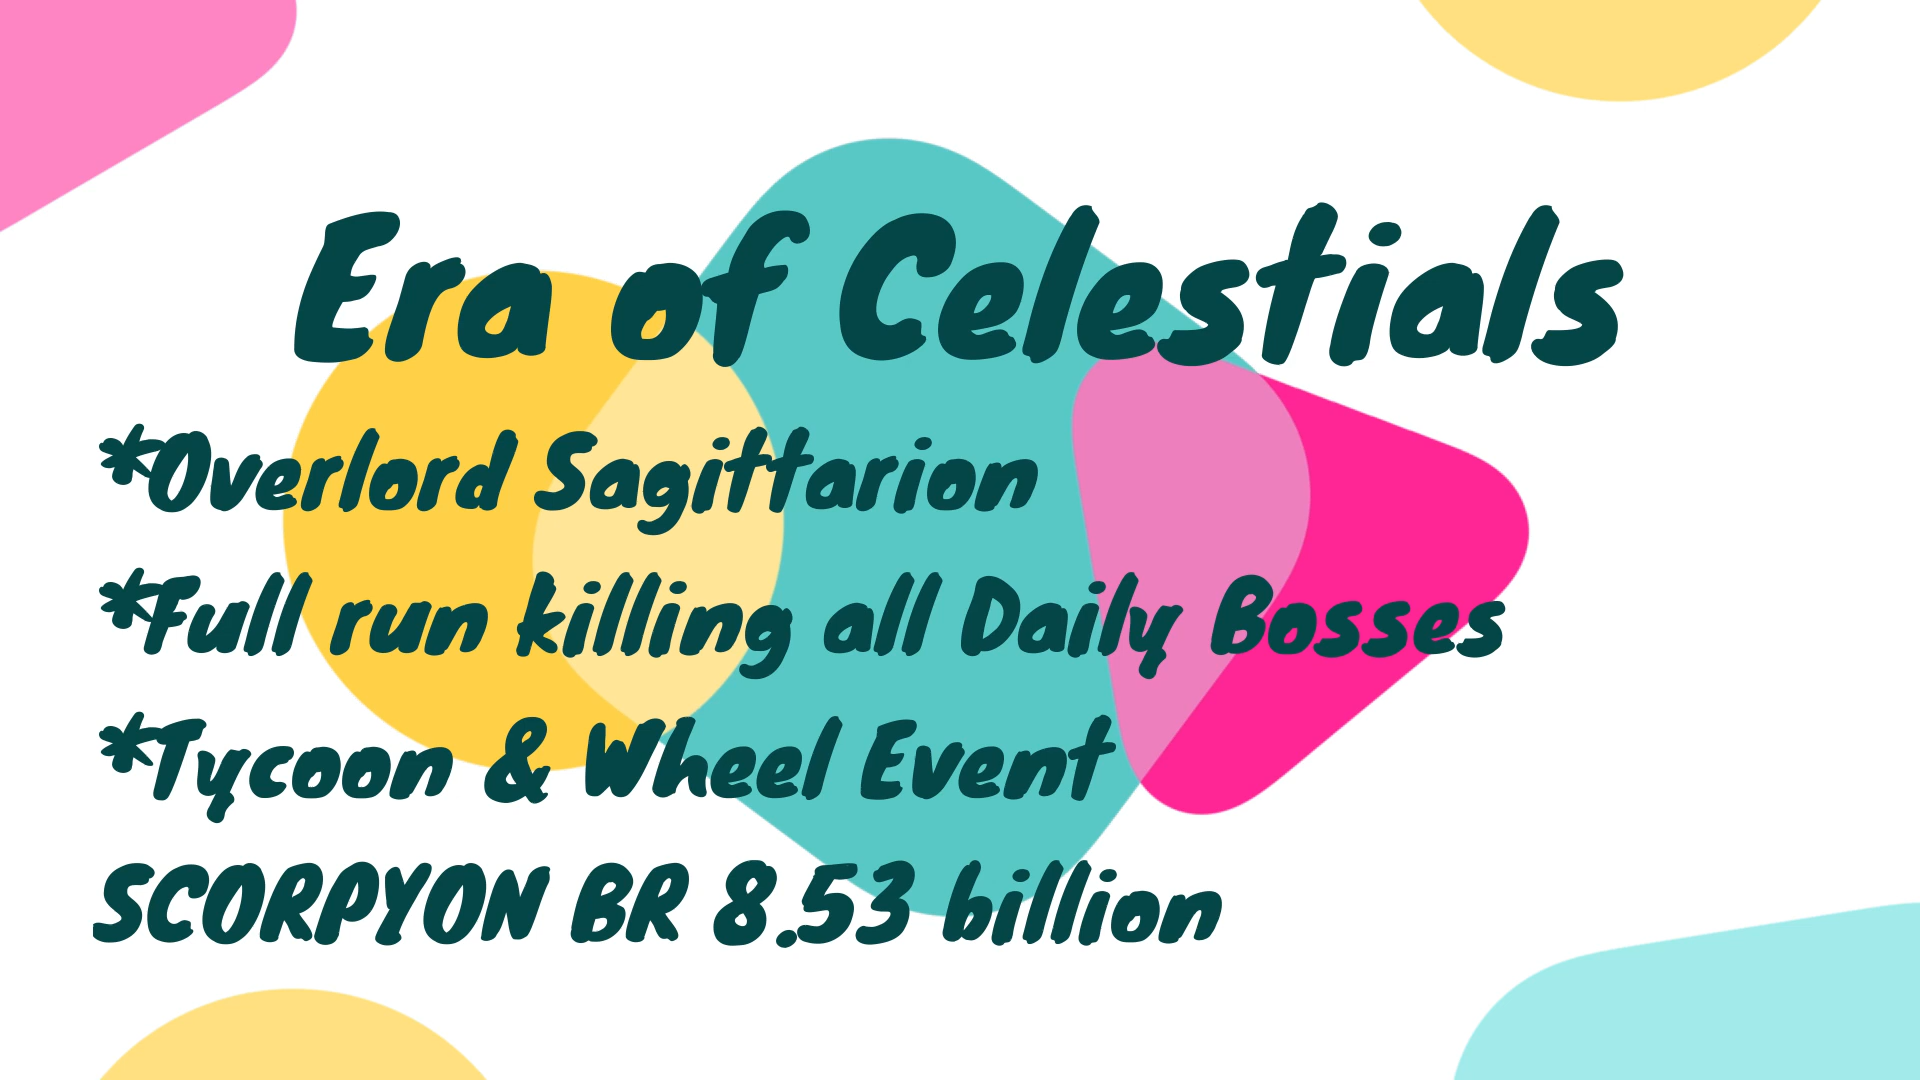 Era of Celestials
*Overlord Sagittarion
*Full run killing all Daily Bosses
*Tycoon & Wheel Event
SCORPYON BR 8.53 billion